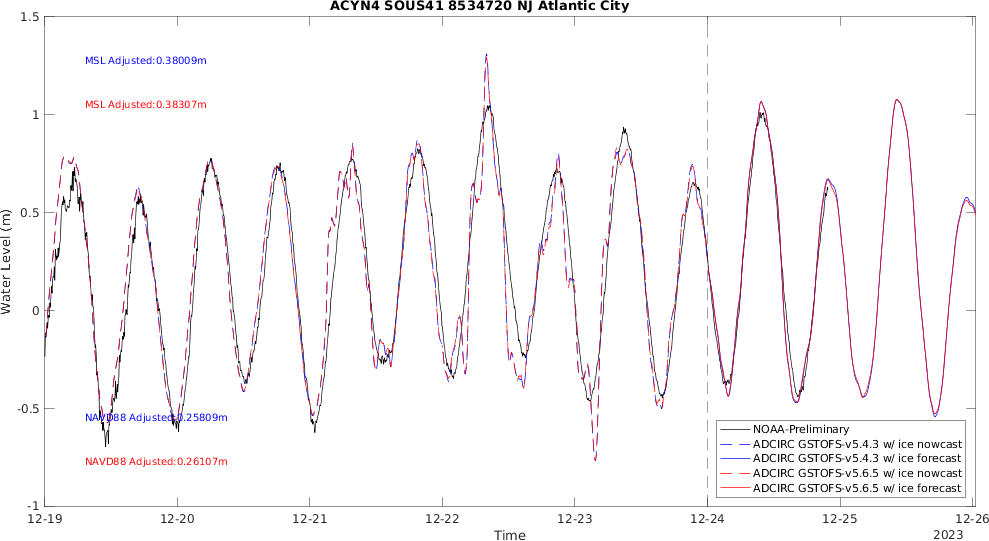 ACYN4 SOUS41 8534720 NJ Atlantic City
1.5
1
0.5
0
-0.5
-1
Water Level (m)
MSL Adjusted:0.38009m
MSL Adjusted:0.38307m
NAVD88 Adjusted:0.25809m
NAVD88 Adjusted:0.26107m
NOAA-Preliminary
ADCIRC GSTOFS-v5.4.3 w/ ice nowcast
ADCIRC GSTOFS-v5.4.3 w/ ice forecast
ADCIRC GSTOFS-v5.6.5 w/ ice nowcast
ADCIRC GSTOFS-v5.6.5 w/ ice forecast
12-19 12-20 12-21 12-22 12-23 12-24 12-25 12-26
Time
2023